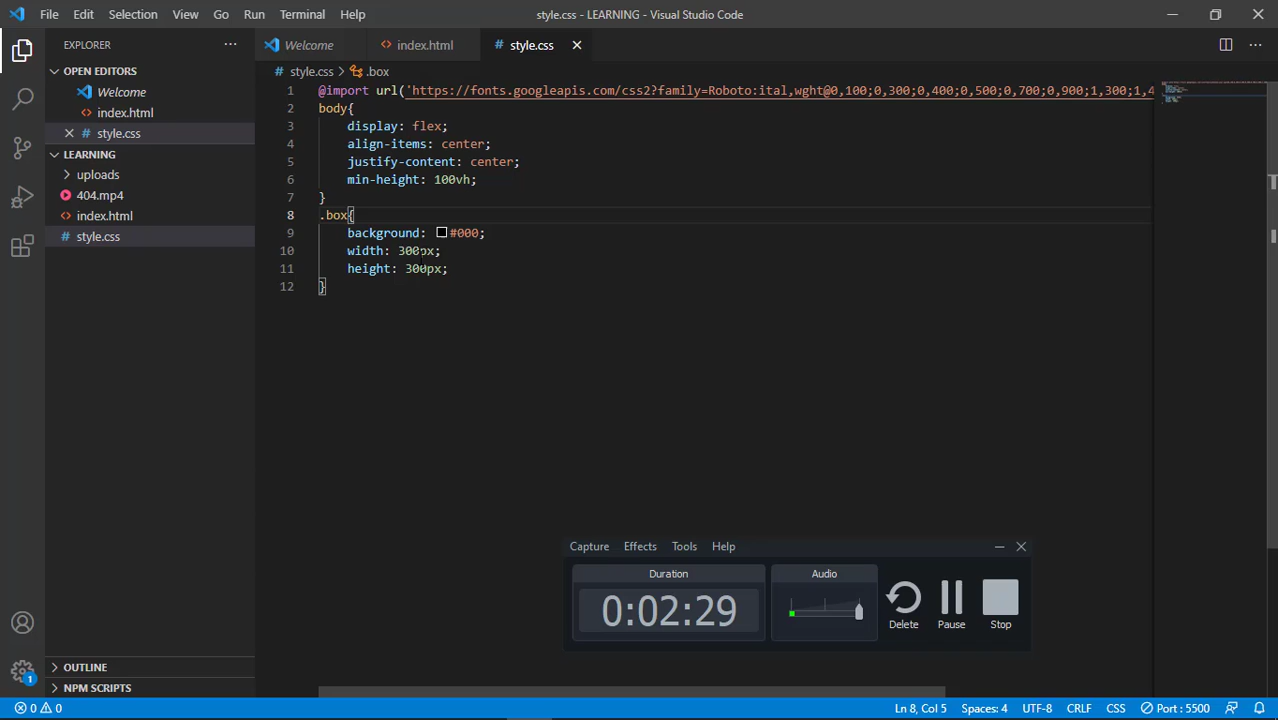 File Edit Selection View Go Run Terminal Help style.css - LEARNING - Visual Studio Code
EXPLORER
OPEN EDITORS
Welcome
index.html
style.css
LEARNING
uploads
404.mp4
index.html
style.css
OUTLINE
NPM SCRIPTS
Welcome index.html style.css
style.css > .box
1 @import url('https://fonts.googleapis.com/css2?family=Roboto:ital,wght@0,100;0,300;0,400;0,500;0,700;0,900;1,300;1,4
2 body{
3 display: flex;
4 align-items: center;
5 justify-content: center;
6 min-height: 100vh;
7 }
8 .box{
9 background: #000;
10 width: 300px;
11 height: 300px;
12 }
Capture Effects Tools Help
Duration
0:02:29
Audio
Delete Pause Stop
1
0 0 Ln 8, Col 5 Spaces: 4 UTF-8 CRLF CSS Port : 5500